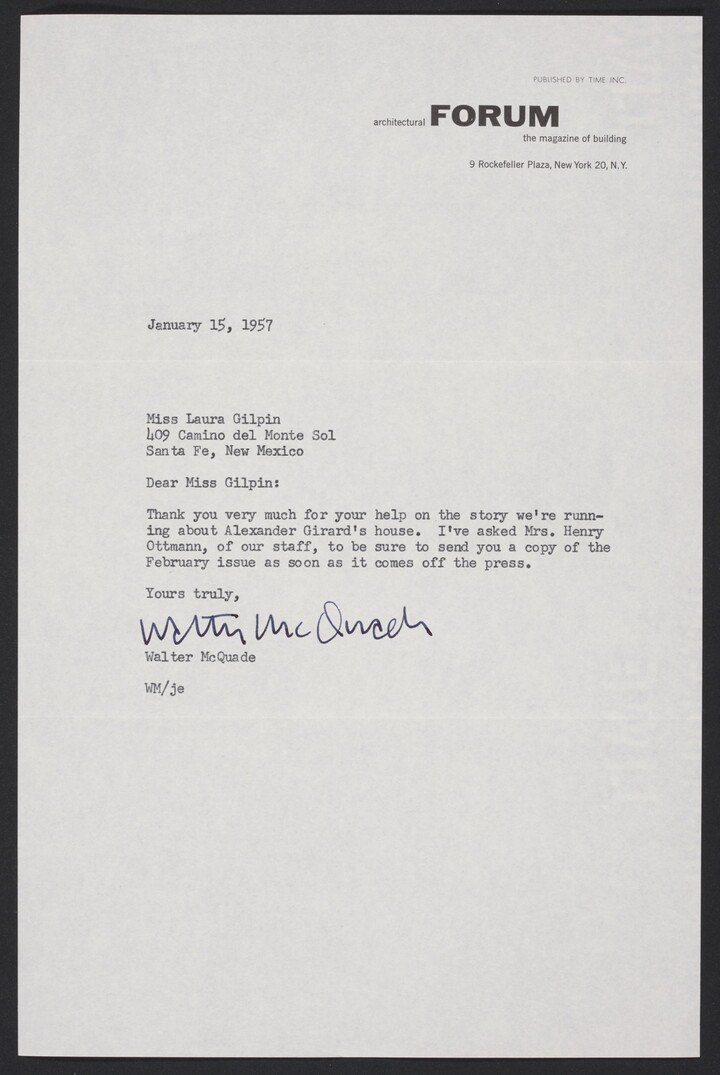 PUBLISHED BY TIME INC.
architectural FORUM
the magazine of building
9 Rockefeller Plaza, New York 20, N.Y.
January 15, 1957
Miss Laura Gilpin
409 Camino del Monte Sol
Santa Fe, New Mexico
Dear Miss Gilpin:
Thank you very much for your help on the story we're runn-
ing about Alexander Girard's house. I've asked Mrs. Henry
Ottmann, of our staff, to be sure to send you a copy of the
February issue as soon as it comes off the press.
Yours truly,
Walter McQuade
Walter McQuade
WM/je